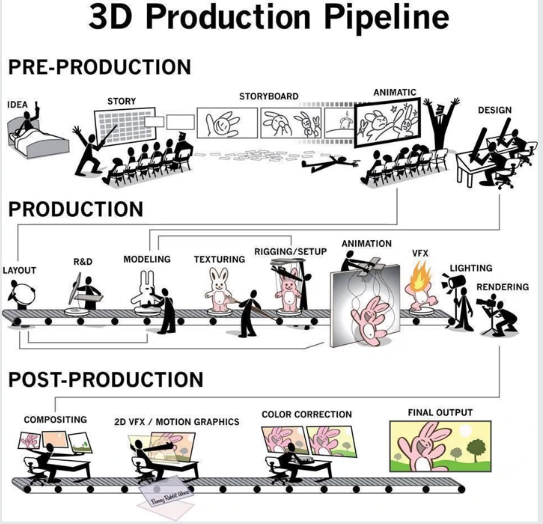 3D Production Pipeline
PRE-PRODUCTION
IDEA
STORY
STORYBOARD
ANIMATIC
DESIGN
PRODUCTION
LAYOUT
R&D
MODELING
TEXTURING
RIGGING/SETUP
ANIMATION
VFX
LIGHTING
RENDERING
POST-PRODUCTION
COMPOSITING
2D VFX / MOTION GRAPHICS
COLOR CORRECTION
FINAL OUTPUT
Bunny Rabbit